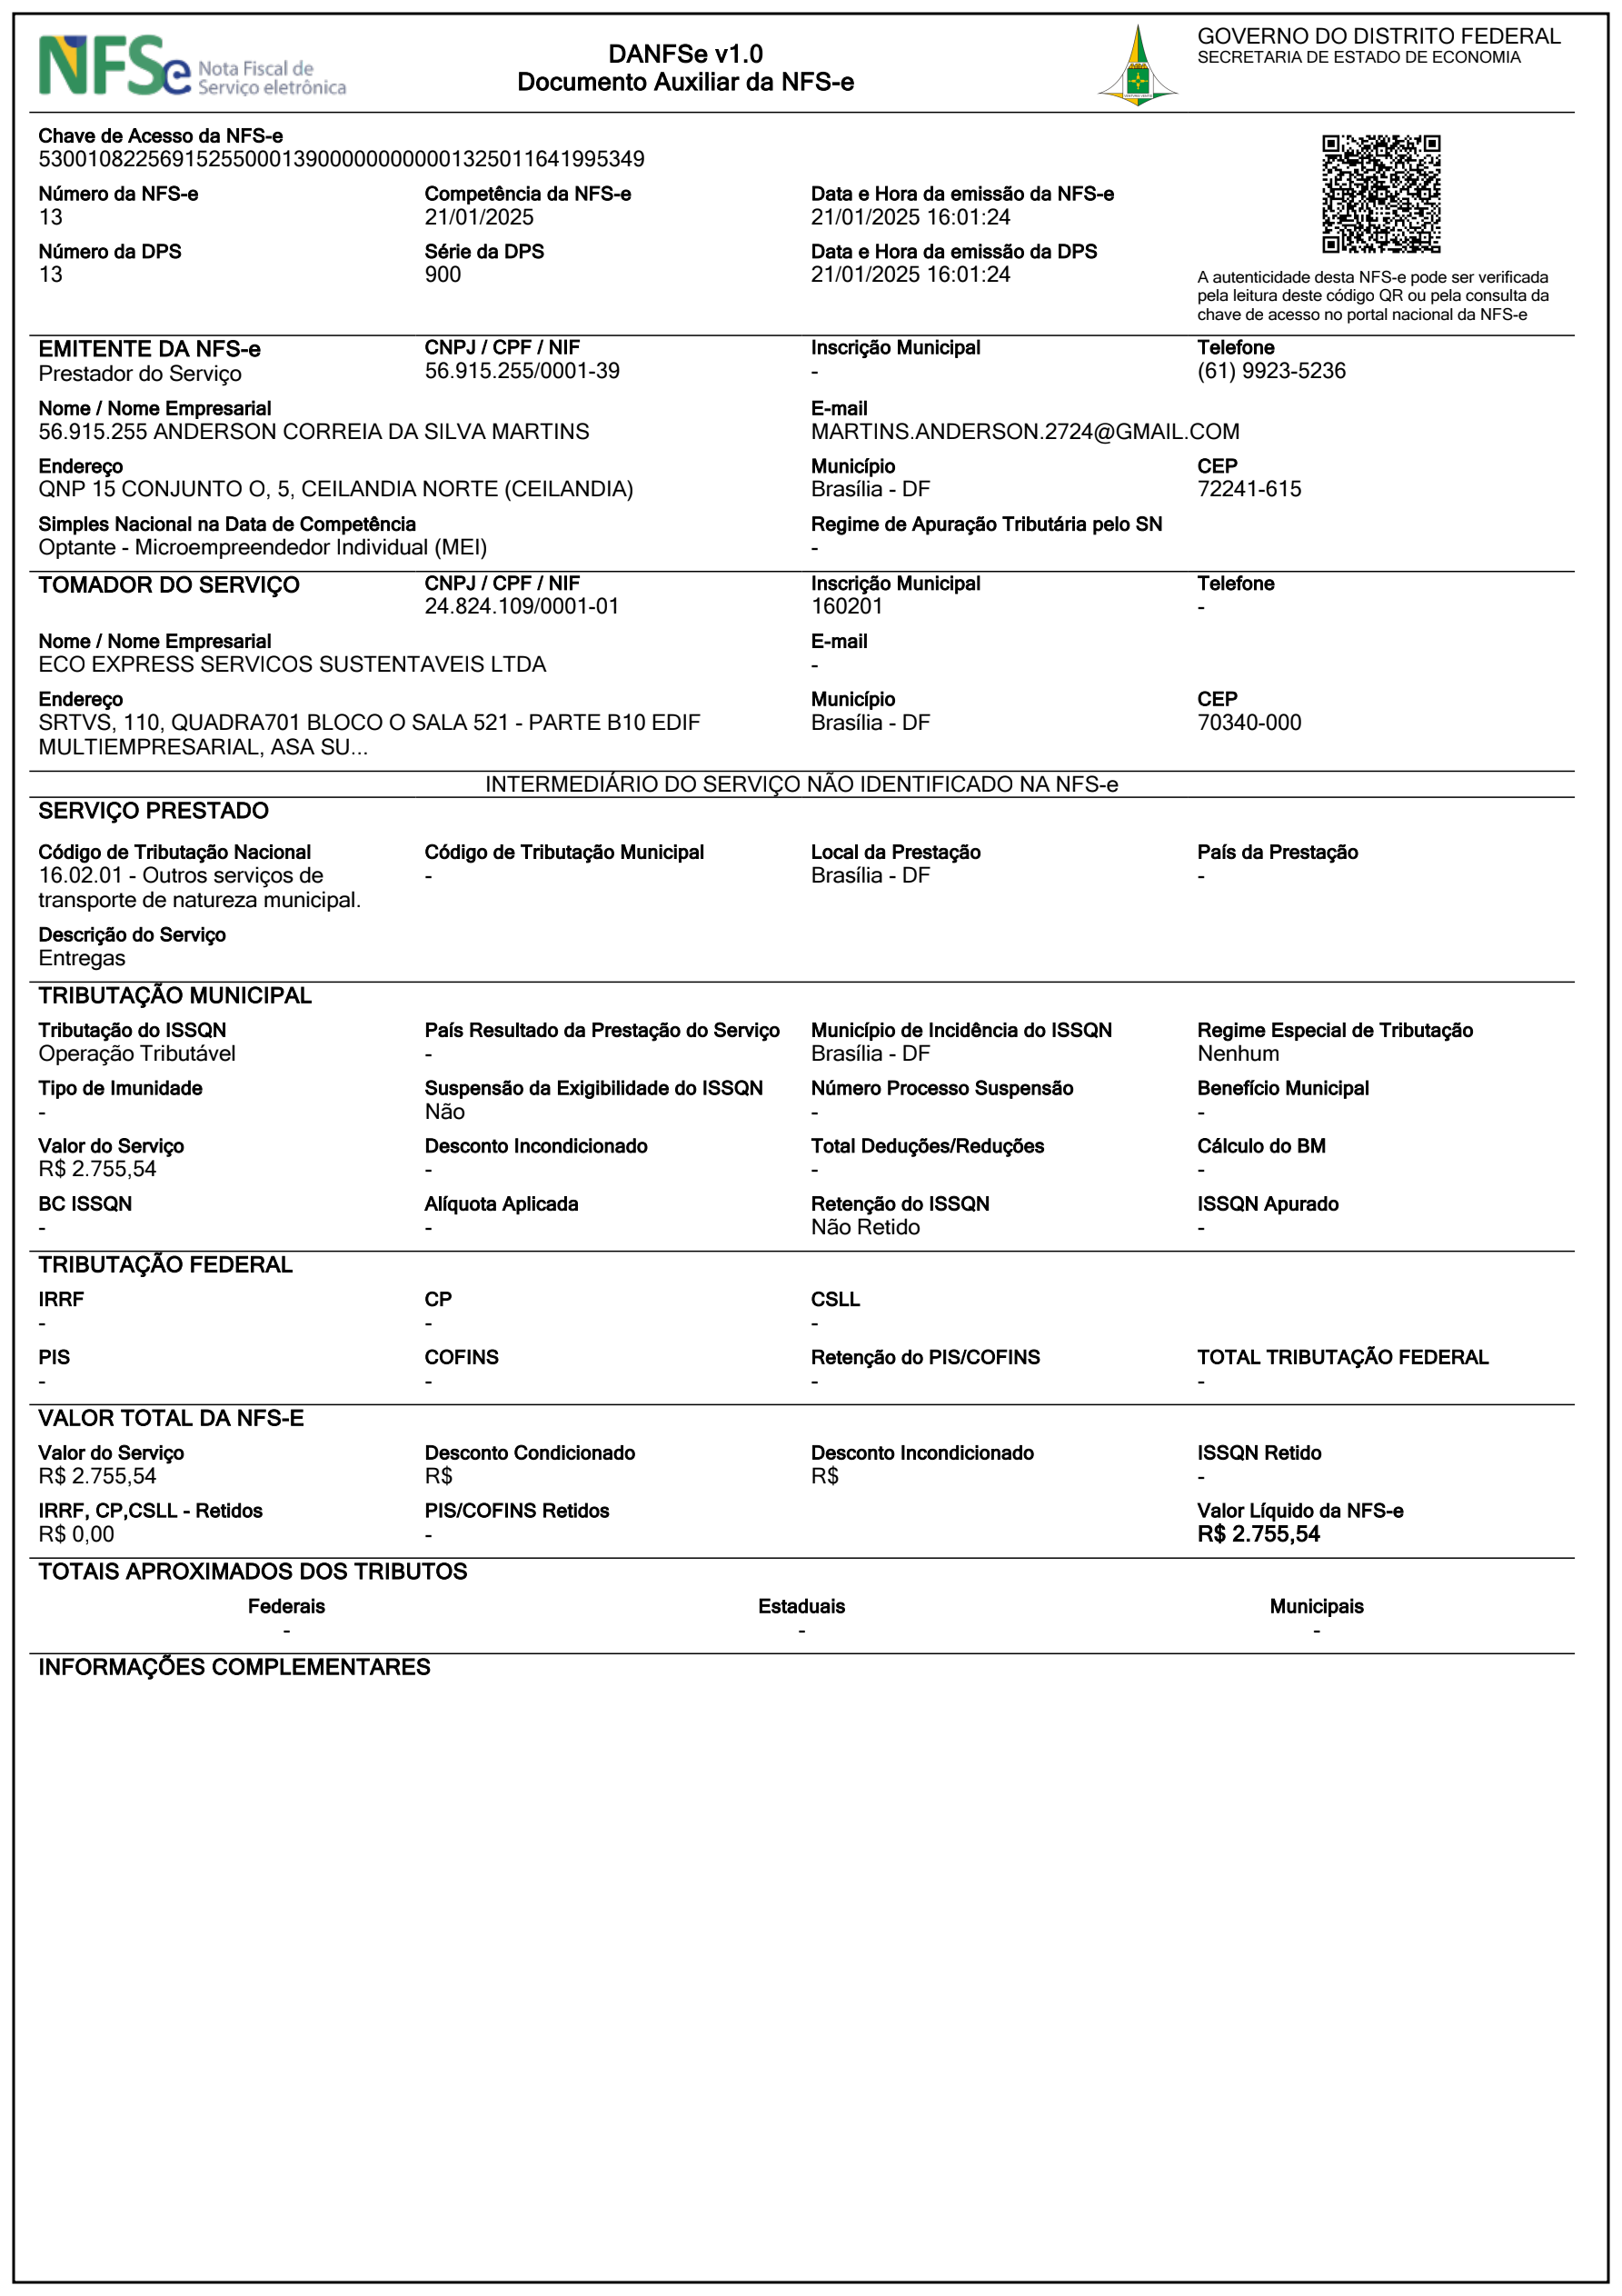 NFSe Nota Fiscal de Serviço eletrônica
DANFSe v1.0
Documento Auxiliar da NFS-e
GOVERNO DO DISTRITO FEDERAL
SECRETARIA DE ESTADO DE ECONOMIA
Chave de Acesso da NFS-e
53001082256915255000139000000000001325011641995349
Número da NFS-e Competência da NFS-e Data e Hora da emissão da NFS-e
13 21/01/2025 21/01/2025 16:01:24
Número da DPS Série da DPS Data e Hora da emissão da DPS
13 900 21/01/2025 16:01:24
A autenticidade desta NFS-e pode ser verificada
pela leitura deste código QR ou pela consulta da
chave de acesso no portal nacional da NFS-e
EMITENTE DA NFS-e CNPJ / CPF / NIF Inscrição Municipal Telefone
Prestador do Serviço 56.915.255/0001-39 - (61) 9923-5236
Nome / Nome Empresarial E-mail
56.915.255 ANDERSON CORREIA DA SILVA MARTINS MARTINS.ANDERSON.2724@GMAIL.COM
Endereço Município CEP
QNP 15 CONJUNTO O, 5, CEILANDIA NORTE (CEILANDIA) Brasília - DF 72241-615
Simples Nacional na Data de Competência Regime de Apuração Tributária pelo SN
Optante - Microempreendedor Individual (MEI) -
TOMADOR DO SERVIÇO CNPJ / CPF / NIF Inscrição Municipal Telefone
24.824.109/0001-01 160201 -
Nome / Nome Empresarial E-mail
ECO EXPRESS SERVICOS SUSTENTAVEIS LTDA -
Endereço Município CEP
SRTVS, 110, QUADRA701 BLOCO O SALA 521 - PARTE B10 EDIF Brasília - DF 70340-000
MULTIEMPRESARIAL, ASA SU...
INTERMEDIÁRIO DO SERVIÇO NÃO IDENTIFICADO NA NFS-e
SERVIÇO PRESTADO
Código de Tributação Nacional Código de Tributação Municipal Local da Prestação País da Prestação
16.02.01 - Outros serviços de - Brasília - DF -
transporte de natureza municipal.
Descrição do Serviço
Entregas
TRIBUTAÇÃO MUNICIPAL
Tributação do ISSQN País Resultado da Prestação do Serviço Município de Incidência do ISSQN Regime Especial de Tributação
Operação Tributável - Brasília - DF Nenhum
Tipo de Imunidade Suspensão da Exigibilidade do ISSQN Número Processo Suspensão Benefício Municipal
- Não - -
Valor do Serviço Desconto Incondicionado Total Deduções/Reduções Cálculo do BM
R$ 2.755,54 - - -
BC ISSQN Alíquota Aplicada Retenção do ISSQN ISSQN Apurado
- - Não Retido -
TRIBUTAÇÃO FEDERAL
IRRF CP CSLL
- - -
PIS COFINS Retenção do PIS/COFINS TOTAL TRIBUTAÇÃO FEDERAL
- - - -
VALOR TOTAL DA NFS-E
Valor do Serviço Desconto Condicionado Desconto Incondicionado ISSQN Retido
R$ 2.755,54 R$ R$ -
IRRF, CP,CSLL - Retidos PIS/COFINS Retidos Valor Líquido da NFS-e
R$ 0,00 - R$ 2.755,54
TOTAIS APROXIMADOS DOS TRIBUTOS
Federais Estaduais Municipais
- - -
INFORMAÇÕES COMPLEMENTARES